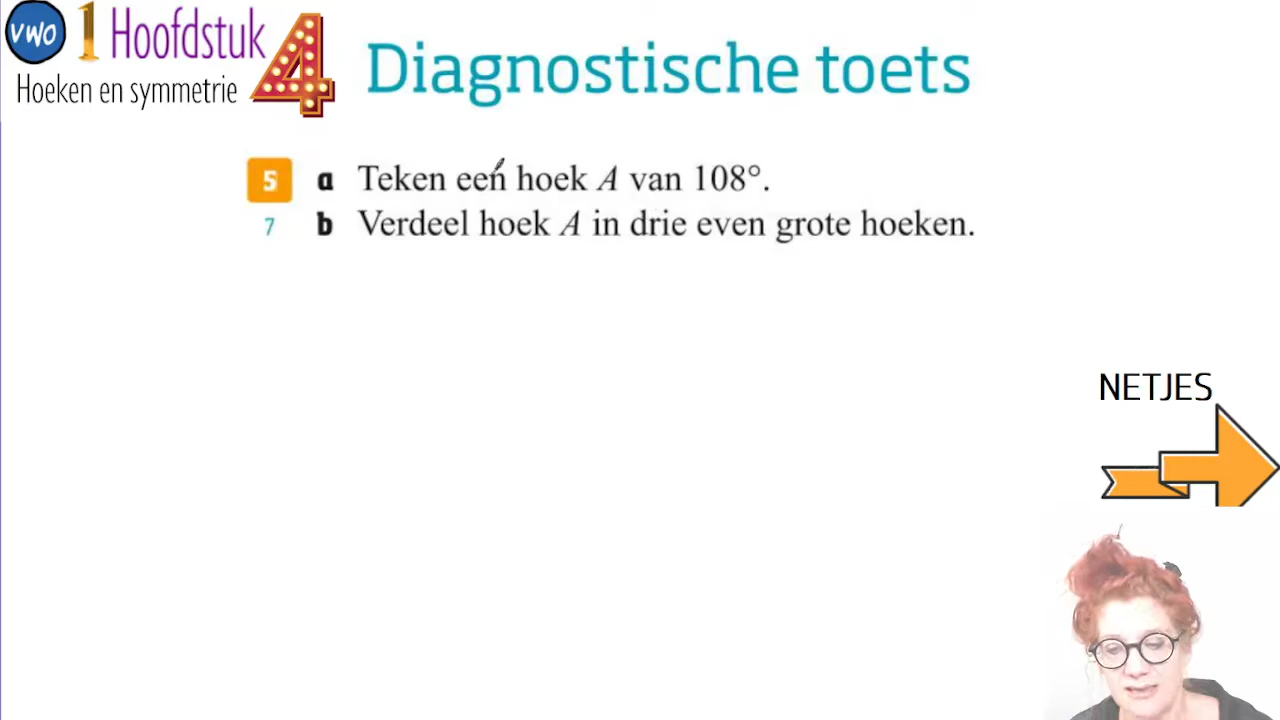 VWO 1 Hoofdstuk 4
Hoeken en symmetrie
Diagnostische toets
5 a Teken een hoek A van 108°.
7 b Verdeel hoek A in drie even grote hoeken.
NETJES